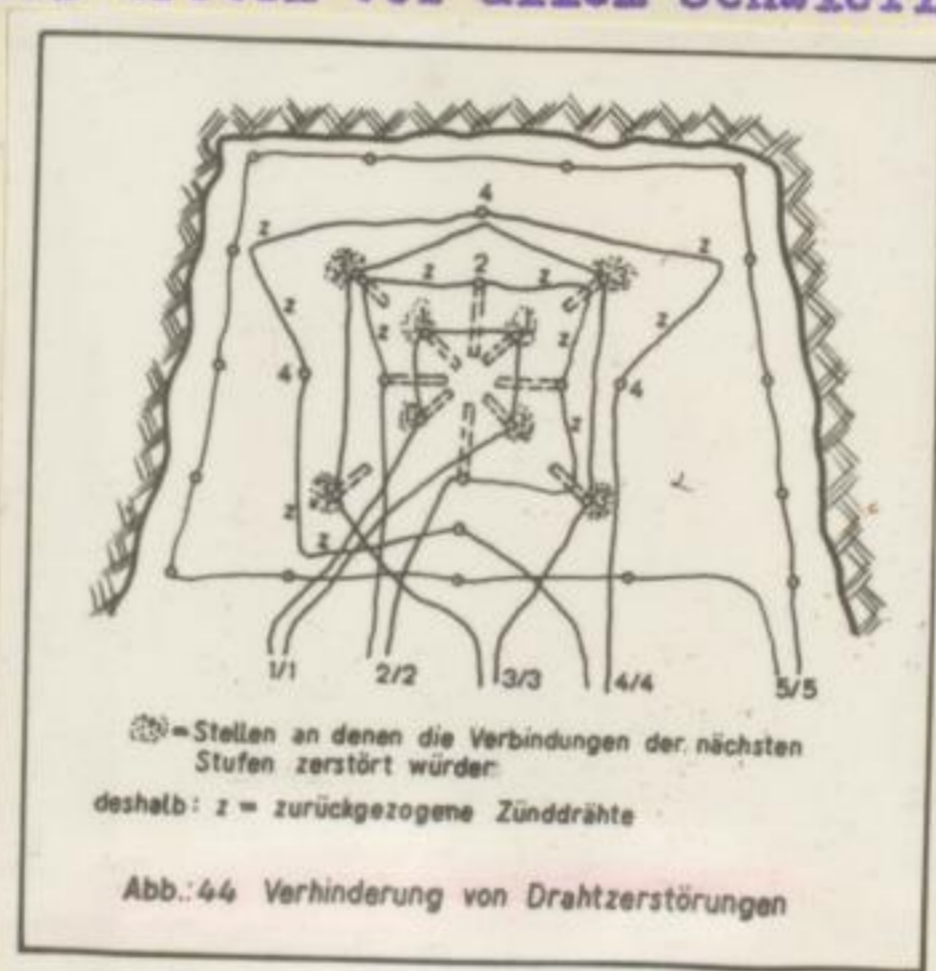 4
z
z
z
2
z
z
z
z
z
4
4
z
z
z
1/1
2/2
3/3
4/4
5/5
= Stellen an denen die Verbindungen der nächsten
Stufen zerstört würden
deshalb: z = zurückgezogene Zünddrähte
Abb.: 44 Verhinderung von Drahtzerstörungen